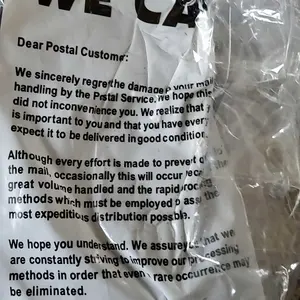 WE CA
Dear Postal Customer:
We sincerely regret the damage your mail
handling by the Postal Service. We hope this
did not inconvenience you. We realize that
is important to you and that you have every
expect it to be delivered in good condition.
Although every effort is made to prevent
the mail, occasionally this will occur
great volume handled and the rapid
methods which must be employed
most expeditious distribution possible.
We hope you understand. We assure you that we
are constantly striving to improve our processing
methods in order that even rare occurrence may
be eliminated.